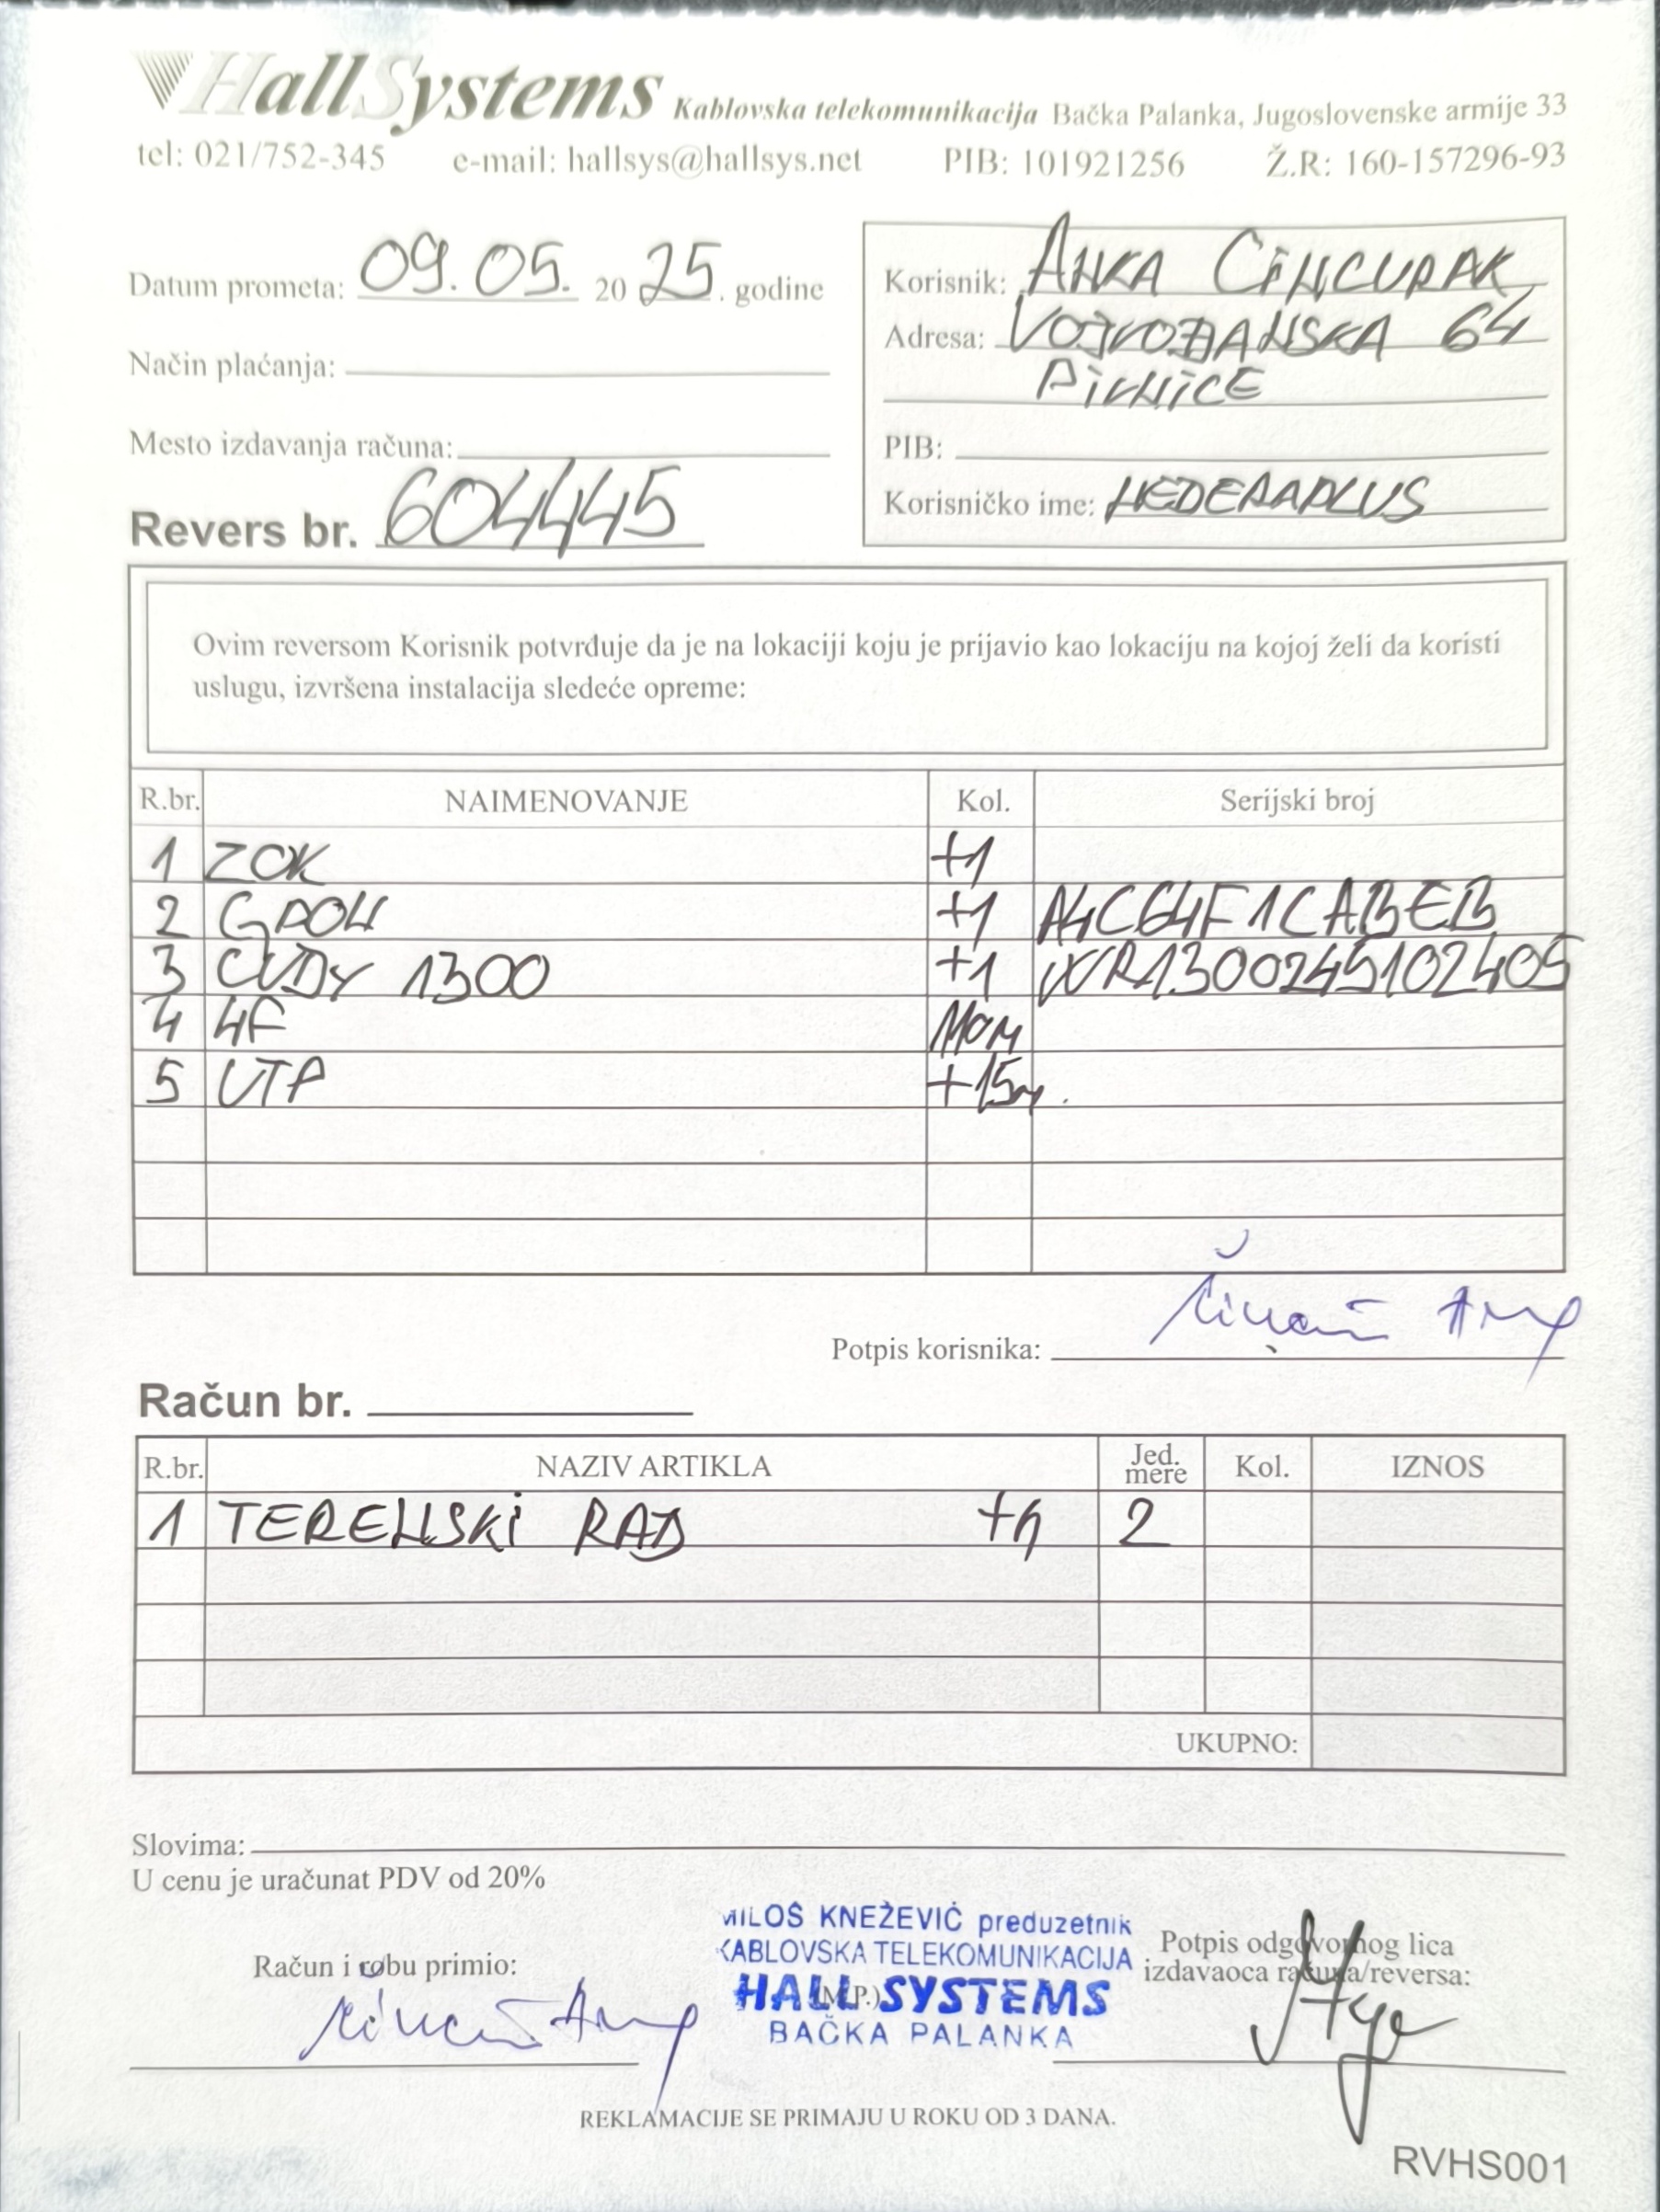 HallSystems Kablovska telekomunikacija Bačka Palanka, Jugoslovenske armije 33
tel: 021/752-345 e-mail: hallsys@hallsys.net PIB: 101921256 Ž.R: 160-157296-93
Datum prometa: 09.05. 2025. godine
Način plaćanja:
Mesto izdavanja računa:
Revers br. 604445
Korisnik: ANKA CINCURAK
Adresa: VOJVOĐANSKA 64
PIVNICE
PIB:
Korisničko ime: HEDERAPLUS
Ovim reversom Korisnik potvrđuje da je na lokaciji koju je prijavio kao lokaciju na kojoj želi da koristi
uslugu, izvršena instalacija sledeće opreme:
R.br. NAIMENOVANJE Kol. Serijski broj
1 ZOK +1
2 GPON +1 A4C64F1CABEB
3 CUDY 1300 +1 WR1300245102405
4 4F
5 UTP +15m.
Potpis korisnika:
Račun br.
R.br. NAZIV ARTIKLA Jed. mere Kol. IZNOS
1 TERENSKI RAD +h 2
UKUPNO:
Slovima:
U cenu je uračunat PDV od 20%
Račun i robu primio:
MILOŠ KNEŽEVIĆ preduzetnik
KABLOVSKA TELEKOMUNIKACIJA
(M.P.)
HALL SYSTEMS
BAČKA PALANKA
Potpis odgovornog lica
izdavaoca računa/reversa:
REKLAMACIJE SE PRIMAJU U ROKU OD 3 DANA.
RVHS001